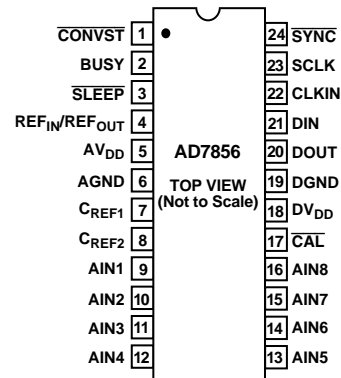 CONVST 1
BUSY 2
SLEEP 3
REFIN/REFOUT 4
AVDD 5
AGND 6
CREF1 7
CREF2 8
AIN1 9
AIN2 10
AIN3 11
AIN4 12
AD7856
TOP VIEW
(Not to Scale)
24 SYNC
23 SCLK
22 CLKIN
21 DIN
20 DOUT
19 DGND
18 DVDD
17 CAL
16 AIN8
15 AIN7
14 AIN6
13 AIN5